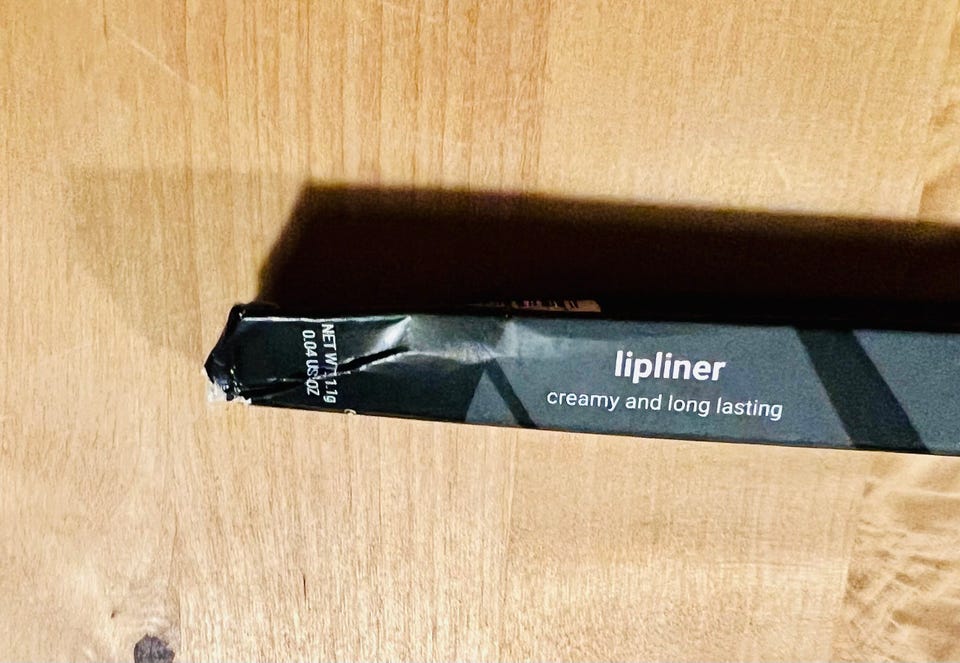 lipliner
creamy and long lasting
NET WT. 1.1g
0.04 US OZ